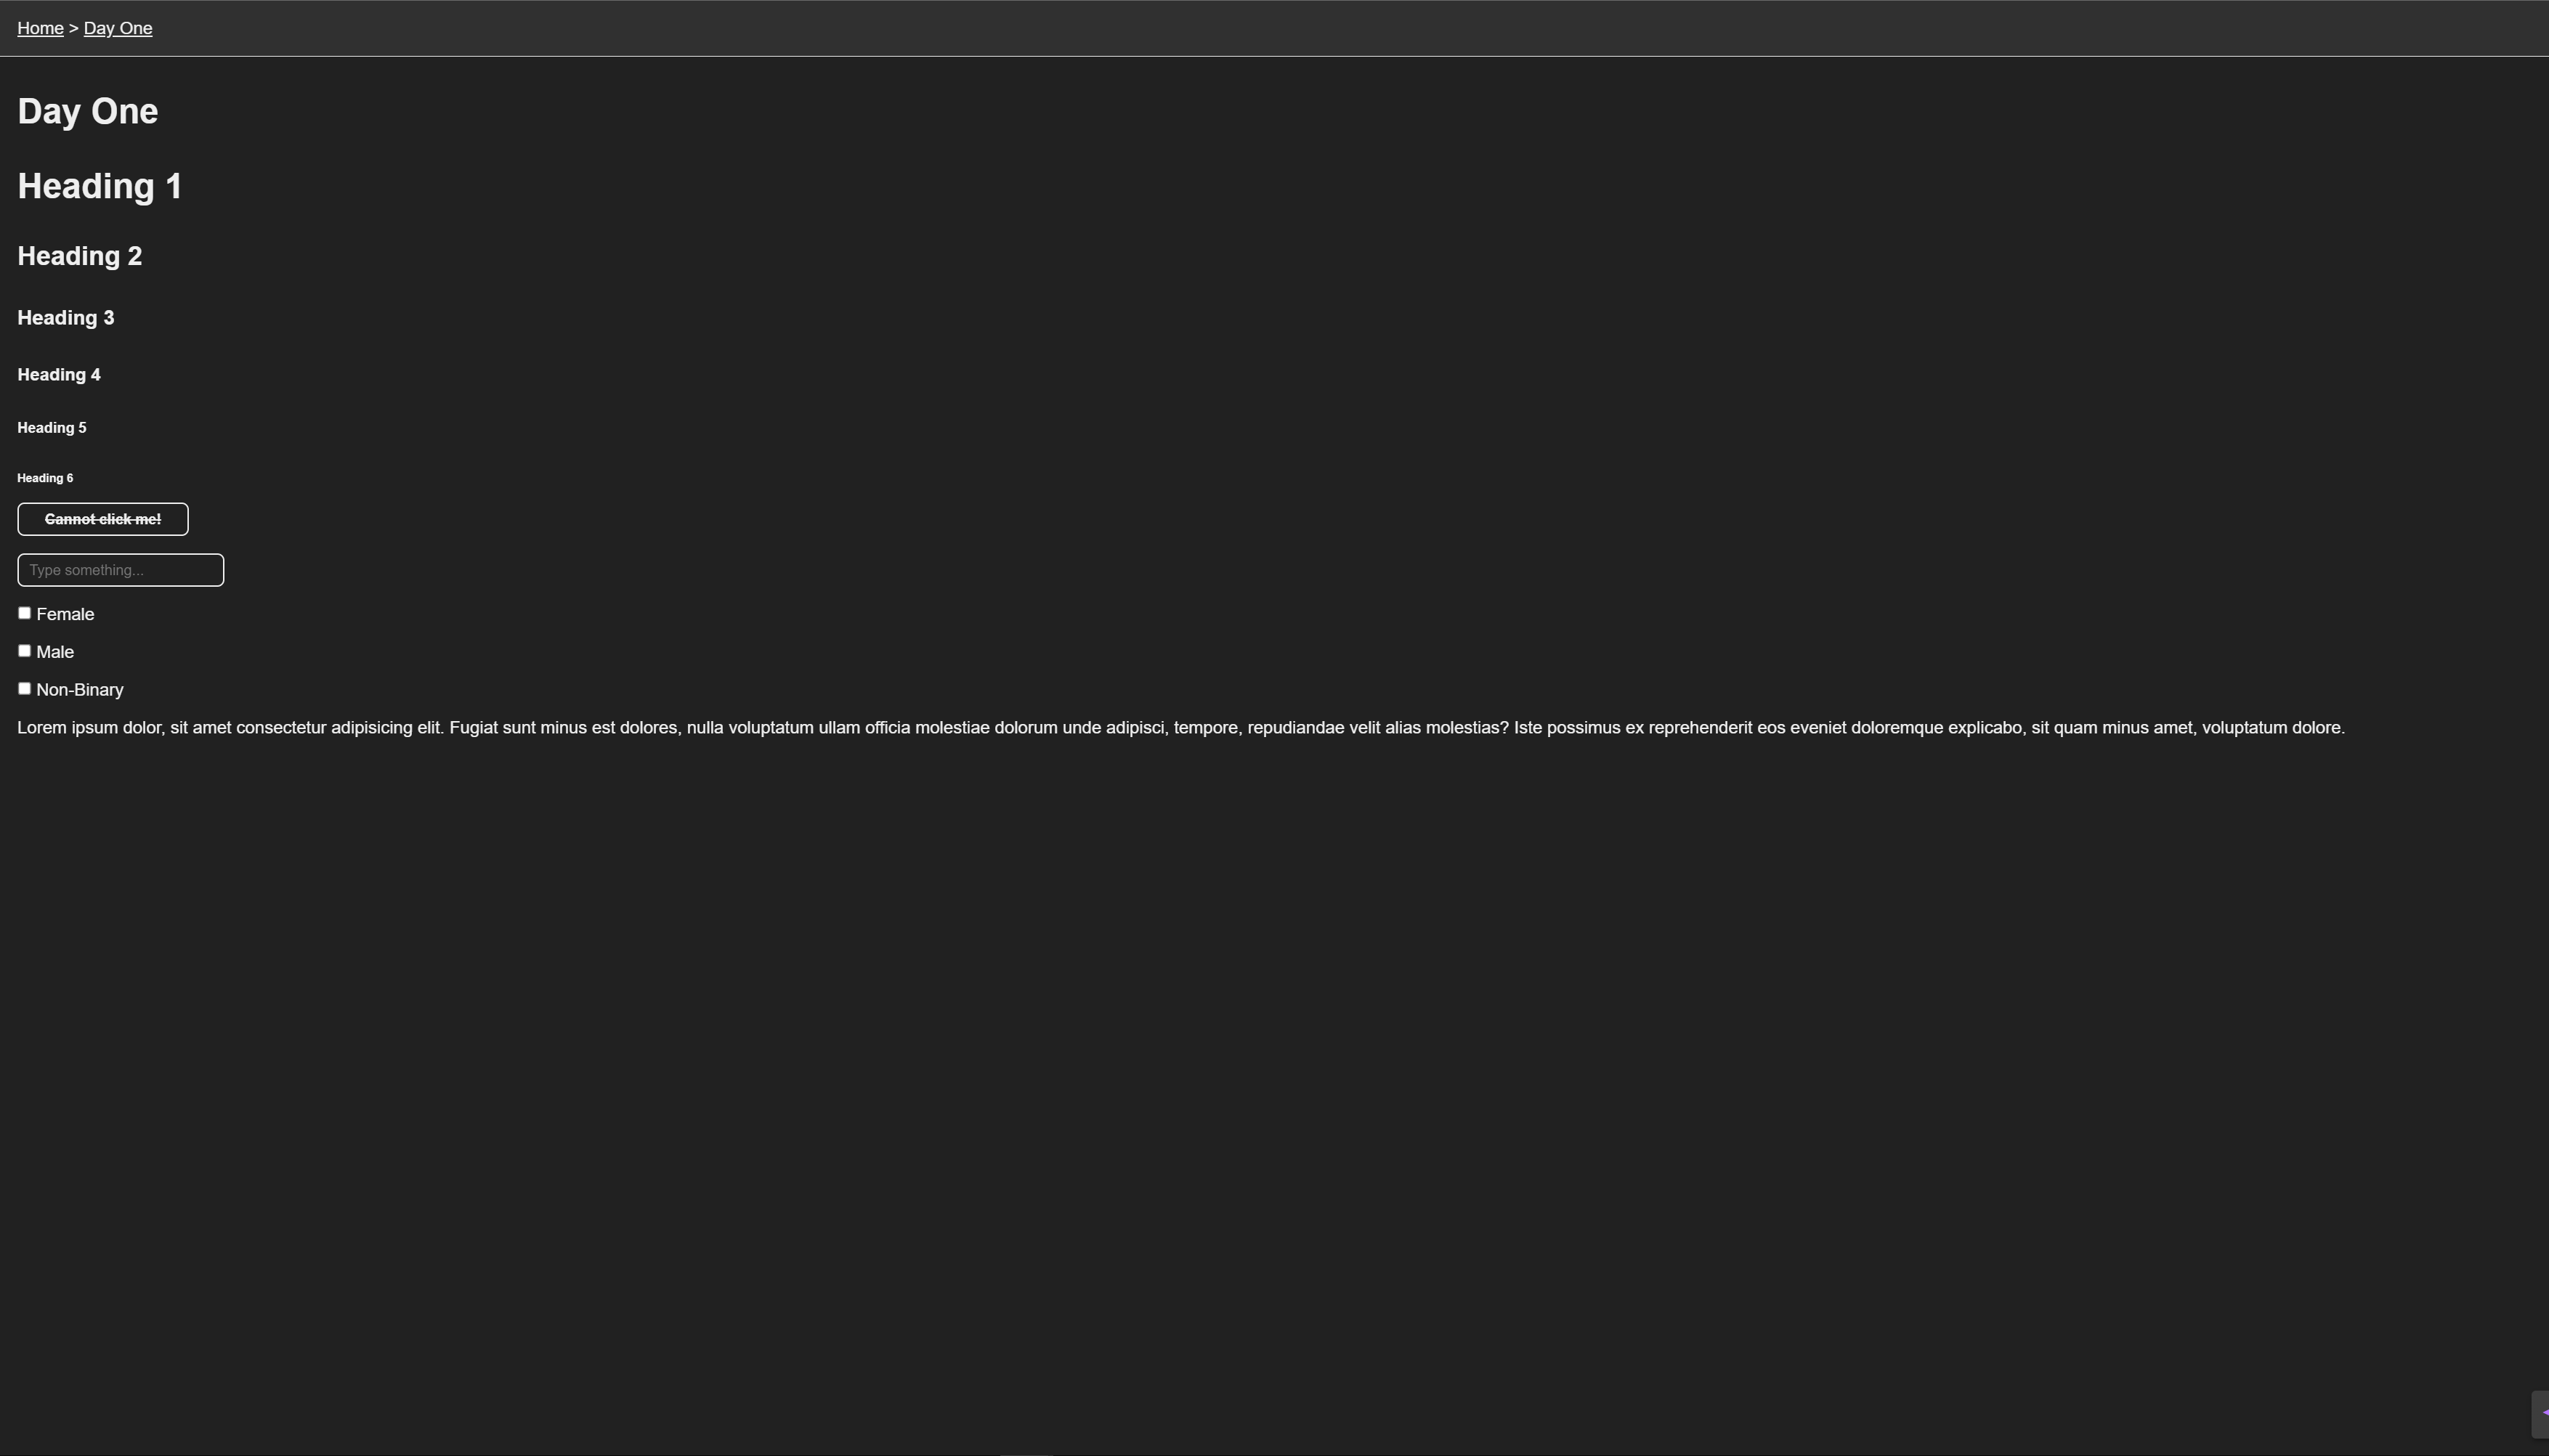 Home > Day One
Day One
Heading 1
Heading 2
Heading 3
Heading 4
Heading 5
Heading 6
Cannot click me!
Type something...
Female
Male
Non-Binary
Lorem ipsum dolor, sit amet consectetur adipisicing elit. Fugiat sunt minus est dolores, nulla voluptatum ullam officia molestiae dolorum unde adipisci, tempore, repudiandae velit alias molestias? Iste possimus ex reprehenderit eos eveniet doloremque explicabo, sit quam minus amet, voluptatum dolore.